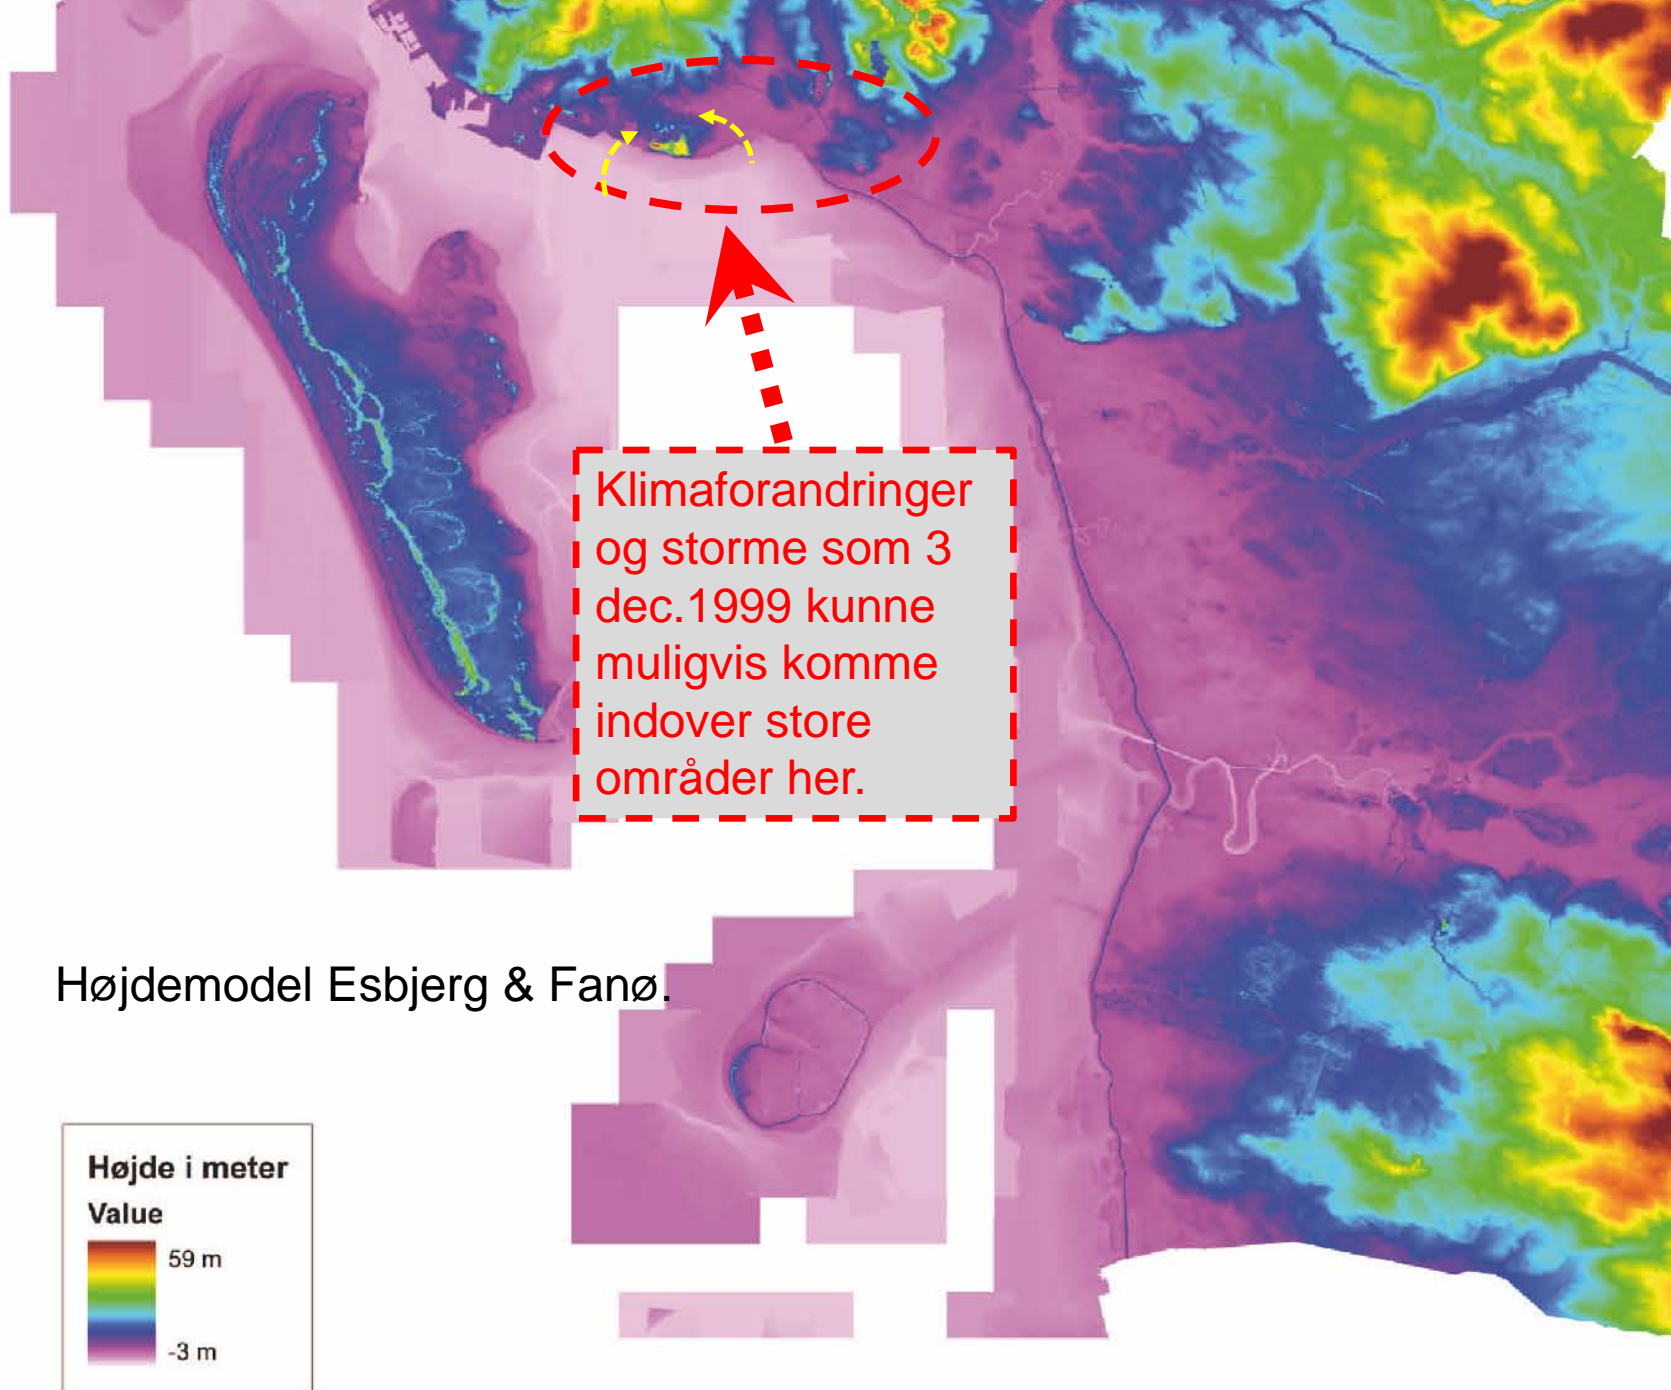 Klimaforandringer
og storme som 3
dec.1999 kunne
muligvis komme
indover store
områder her.
Højdemodel Esbjerg & Fanø.
Højde i meter
Value
59 m
-3 m